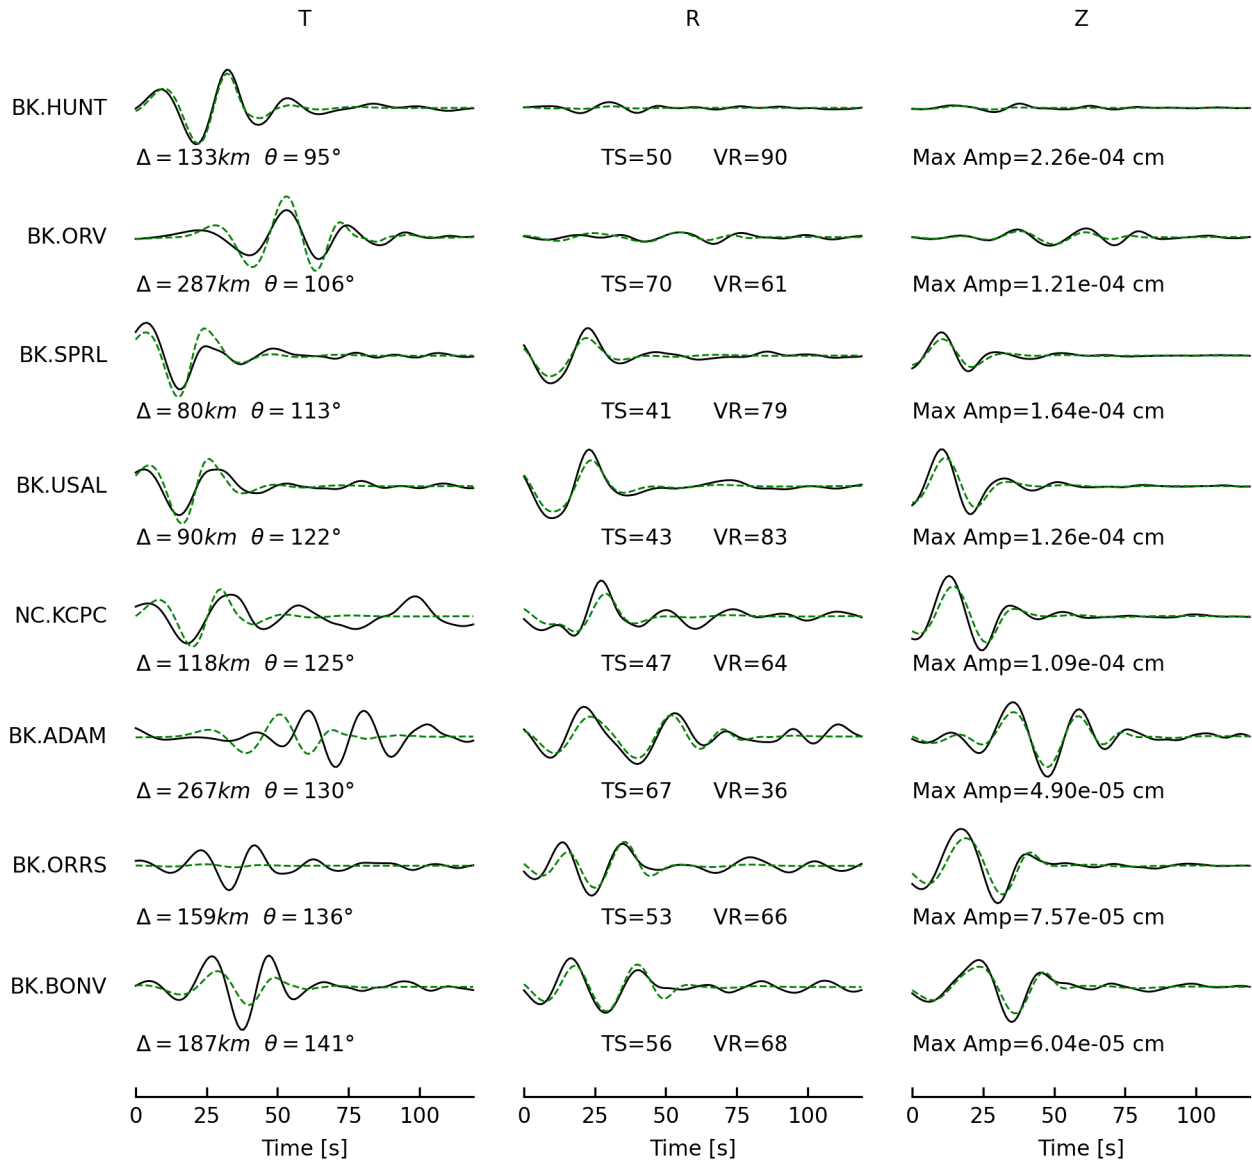 T R Z
BK.HUNT
Δ = 133km θ = 95° TS=50 VR=90 Max Amp=2.26e-04 cm
BK.ORV
Δ = 287km θ = 106° TS=70 VR=61 Max Amp=1.21e-04 cm
BK.SPRL
Δ = 80km θ = 113° TS=41 VR=79 Max Amp=1.64e-04 cm
BK.USAL
Δ = 90km θ = 122° TS=43 VR=83 Max Amp=1.26e-04 cm
NC.KCPC
Δ = 118km θ = 125° TS=47 VR=64 Max Amp=1.09e-04 cm
BK.ADAM
Δ = 267km θ = 130° TS=67 VR=36 Max Amp=4.90e-05 cm
BK.ORRS
Δ = 159km θ = 136° TS=53 VR=66 Max Amp=7.57e-05 cm
BK.BONV
Δ = 187km θ = 141° TS=56 VR=68 Max Amp=6.04e-05 cm
0 25 50 75 100 0 25 50 75 100 0 25 50 75 100
Time [s] Time [s] Time [s]